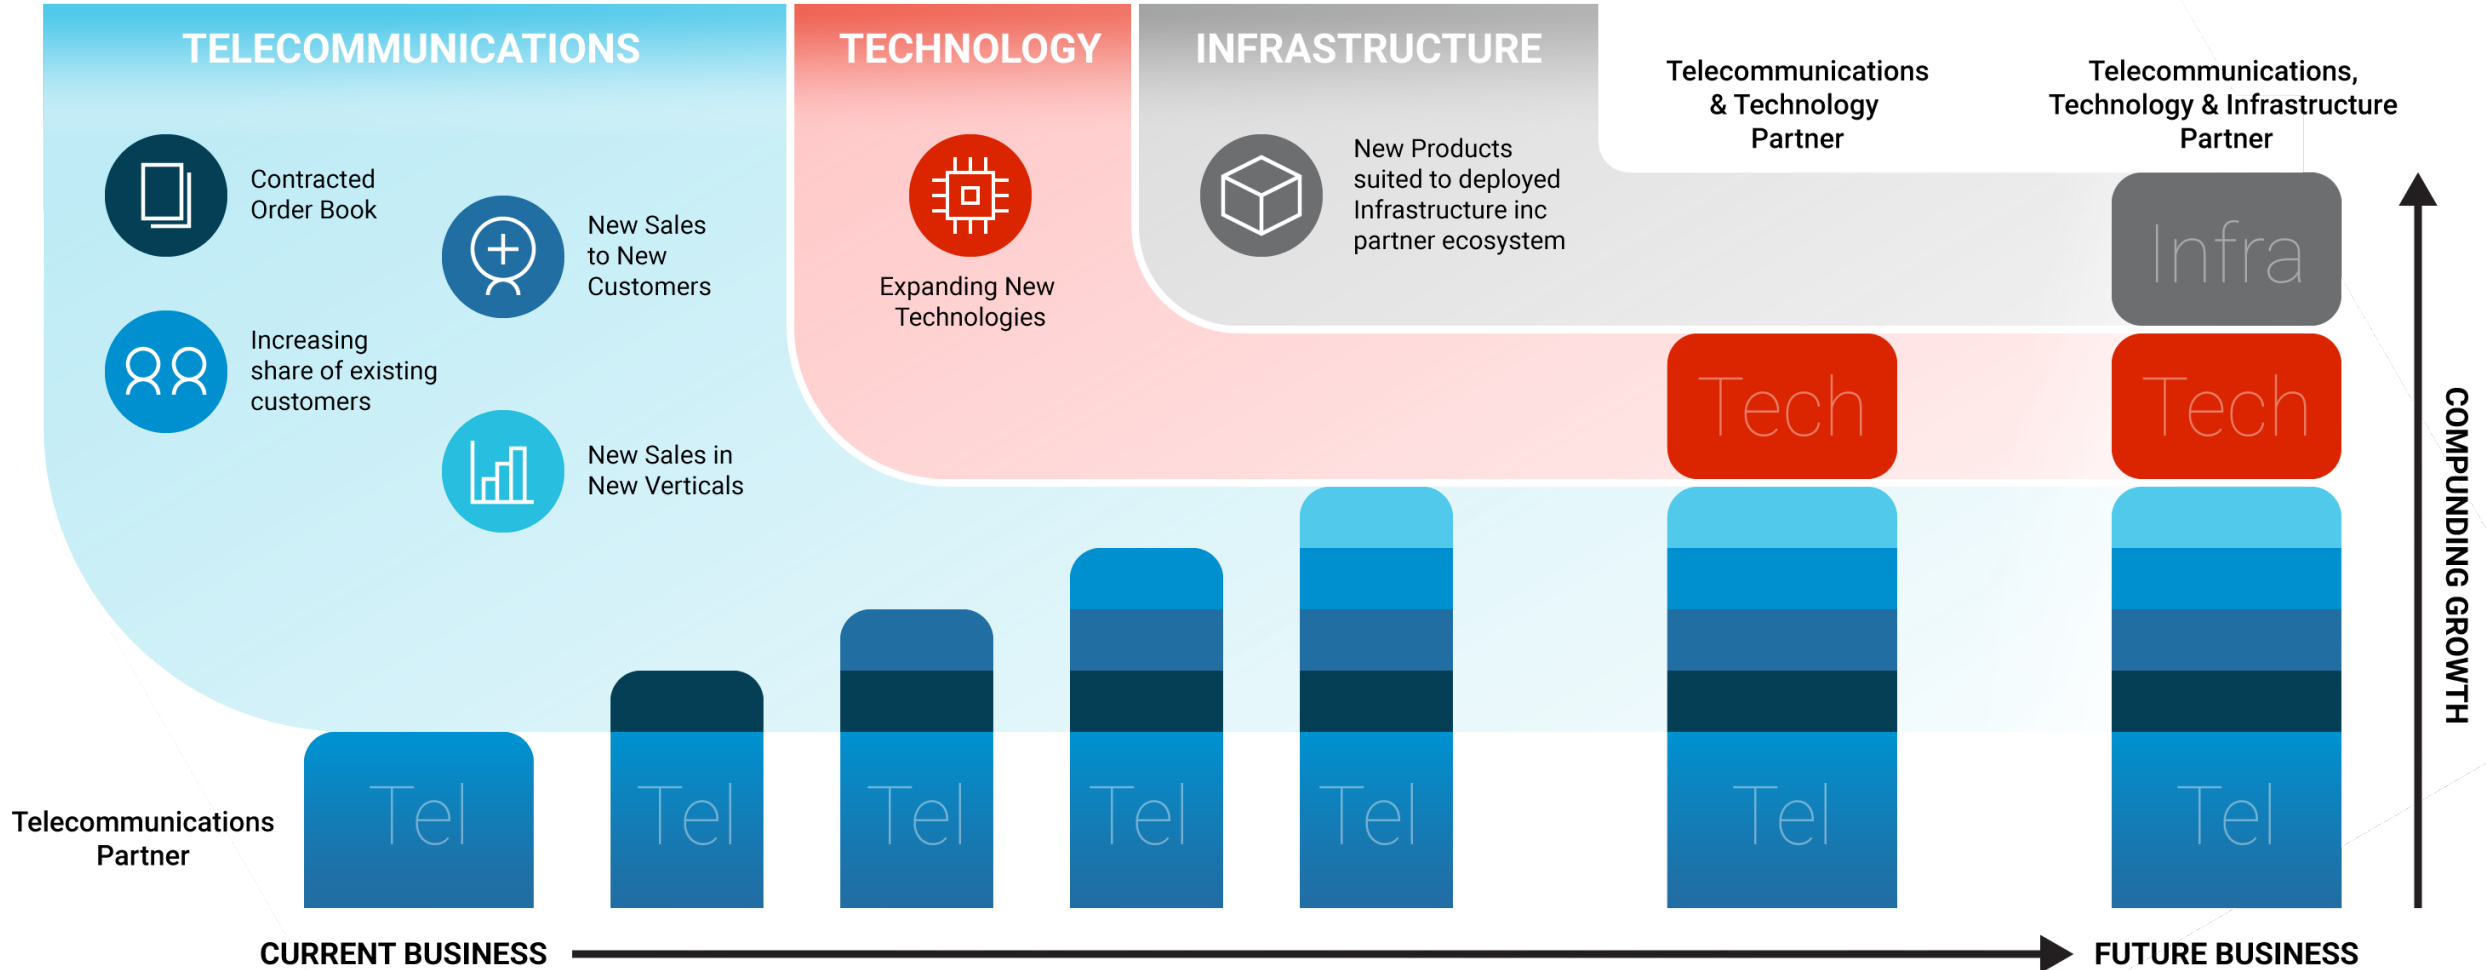 TELECOMMUNICATIONS
Contracted
Order Book
Increasing
share of existing
customers
New Sales
to New
Customers
New Sales in
New Verticals
TECHNOLOGY
Expanding New
Technologies
INFRASTRUCTURE
New Products
suited to deployed
Infrastructure inc
partner ecosystem
Telecommunications
& Technology
Partner
Telecommunications,
Technology & Infrastructure
Partner
Infra
Tech
Tech
Telecommunications
Partner
Tel
Tel
Tel
Tel
Tel
Tel
Tel
COMPUNDING GROWTH
CURRENT BUSINESS
FUTURE BUSINESS